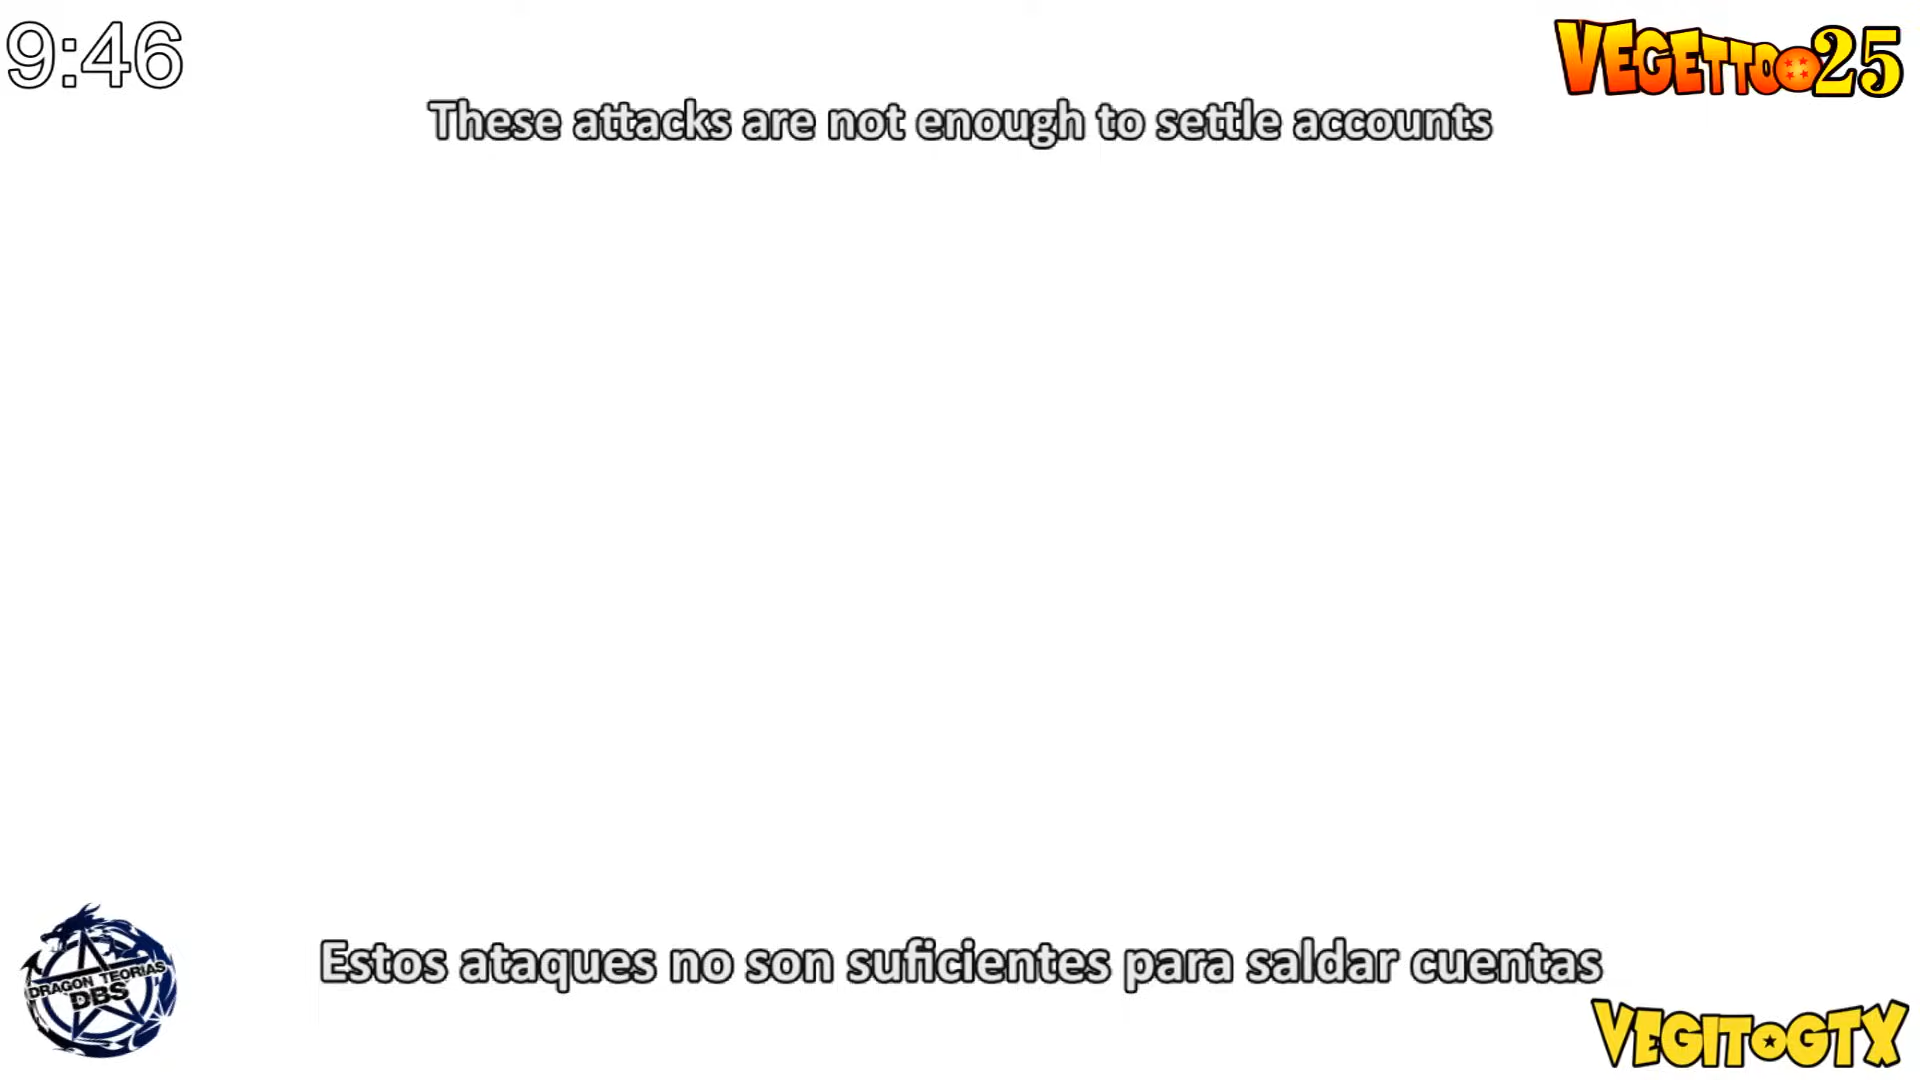 9:46
VEGETTO25
These attacks are not enough to settle accounts
DRAGON TEORIAS
DBS
Estos ataques no son suficientes para saldar cuentas
VEGITOGTX